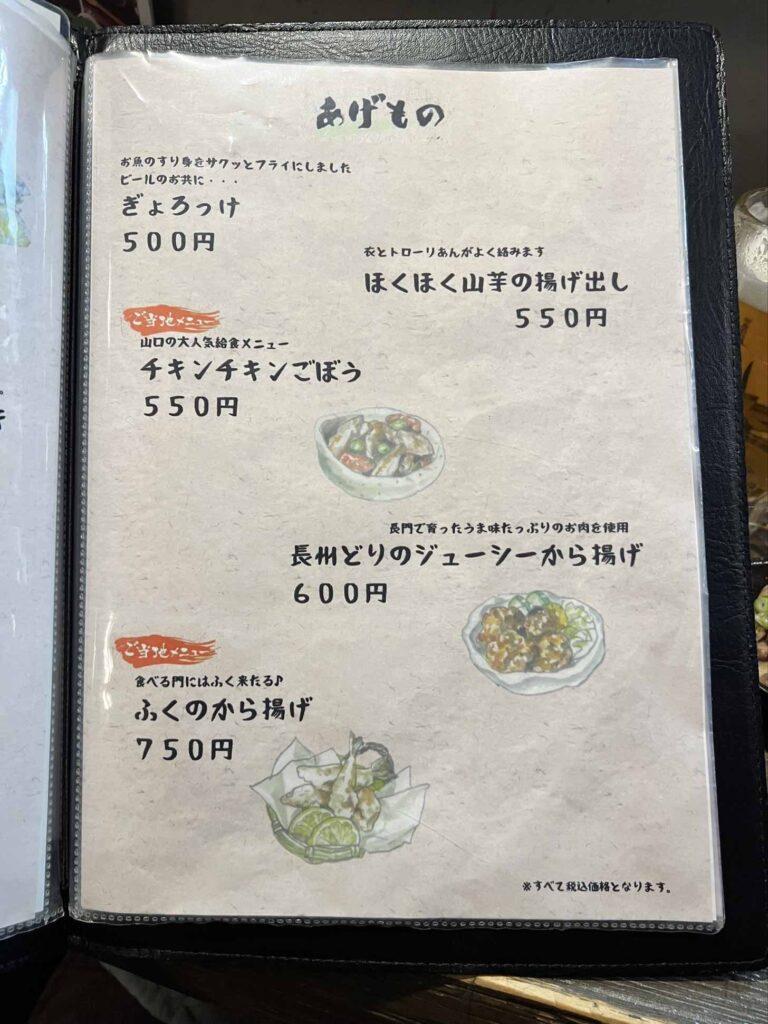 あげもの
お魚のすり身をサクッとフライにしました
ビールのお共に・・・
ぎょろっけ
500円
衣とトローリあんがよく絡みます
ほくほく山芋の揚げ出し
550円
ご当地メニュー
山口の大人気給食メニュー
チキンチキンごぼう
550円
長門で育ったうま味たっぷりのお肉を使用
長州どりのジューシーから揚げ
600円
ご当地メニュー
食べる門にはふく来たる♪
ふくのから揚げ
750円
※すべて税込価格となります。